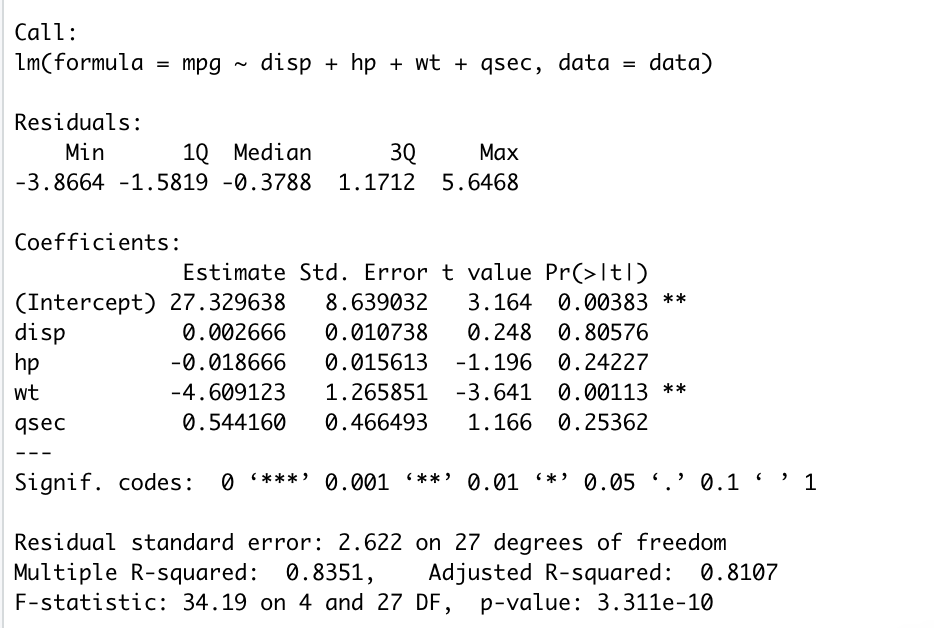 Call:
lm(formula = mpg ~ disp + hp + wt + qsec, data = data)
Residuals:
    Min      1Q  Median      3Q     Max
-3.8664 -1.5819 -0.3788  1.1712  5.6468
Coefficients:
             Estimate Std. Error t value Pr(>|t|)
(Intercept) 27.329638   8.639032   3.164  0.00383 **
disp         0.002666   0.010738   0.248  0.80576
hp          -0.018666   0.015613  -1.196  0.24227
wt          -4.609123   1.265851  -3.641  0.00113 **
qsec         0.544160   0.466493   1.166  0.25362
---
Signif. codes:  0 ‘***’ 0.001 ‘**’ 0.01 ‘*’ 0.05 ‘.’ 0.1 ‘ ’ 1
Residual standard error: 2.622 on 27 degrees of freedom
Multiple R-squared:  0.8351,    Adjusted R-squared:  0.8107
F-statistic: 34.19 on 4 and 27 DF,  p-value: 3.311e-10